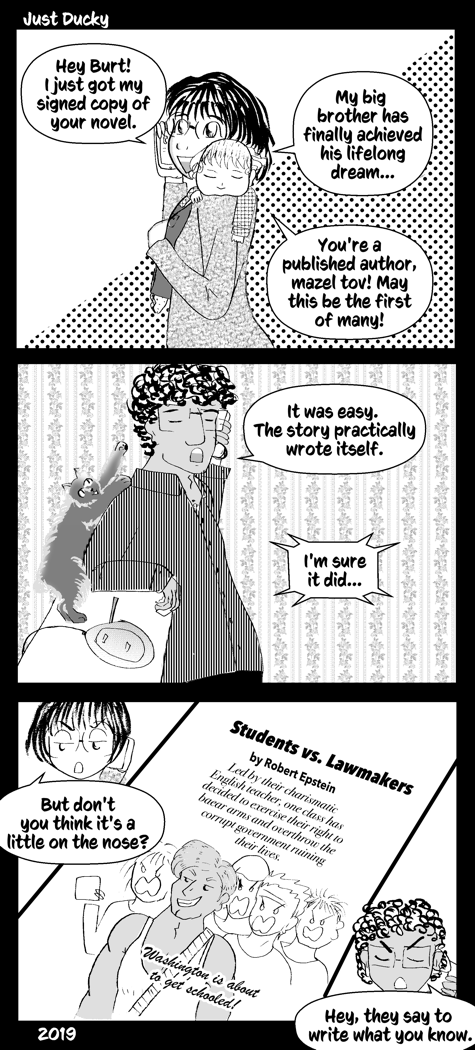 Just Ducky
Hey Burt!
I just got my
signed copy of
your novel.
My big
brother has
finally achieved
his lifelong
dream...
You're a
published author,
mazel tov! May
this be the first
of many!
It was easy.
The story practically
wrote itself.
I'm sure
it did...
But don't
you think it's a
little on the nose?
Students vs. Lawmakers
by Robert Epstein
Led by their charismatic
English teacher, one class has
decided to exercise their right to
bacar arms and overthrow the
corrupt government ruining
their lives.
Washington is about
to get schooled!!
Hey, they say to
write what you know.
2019